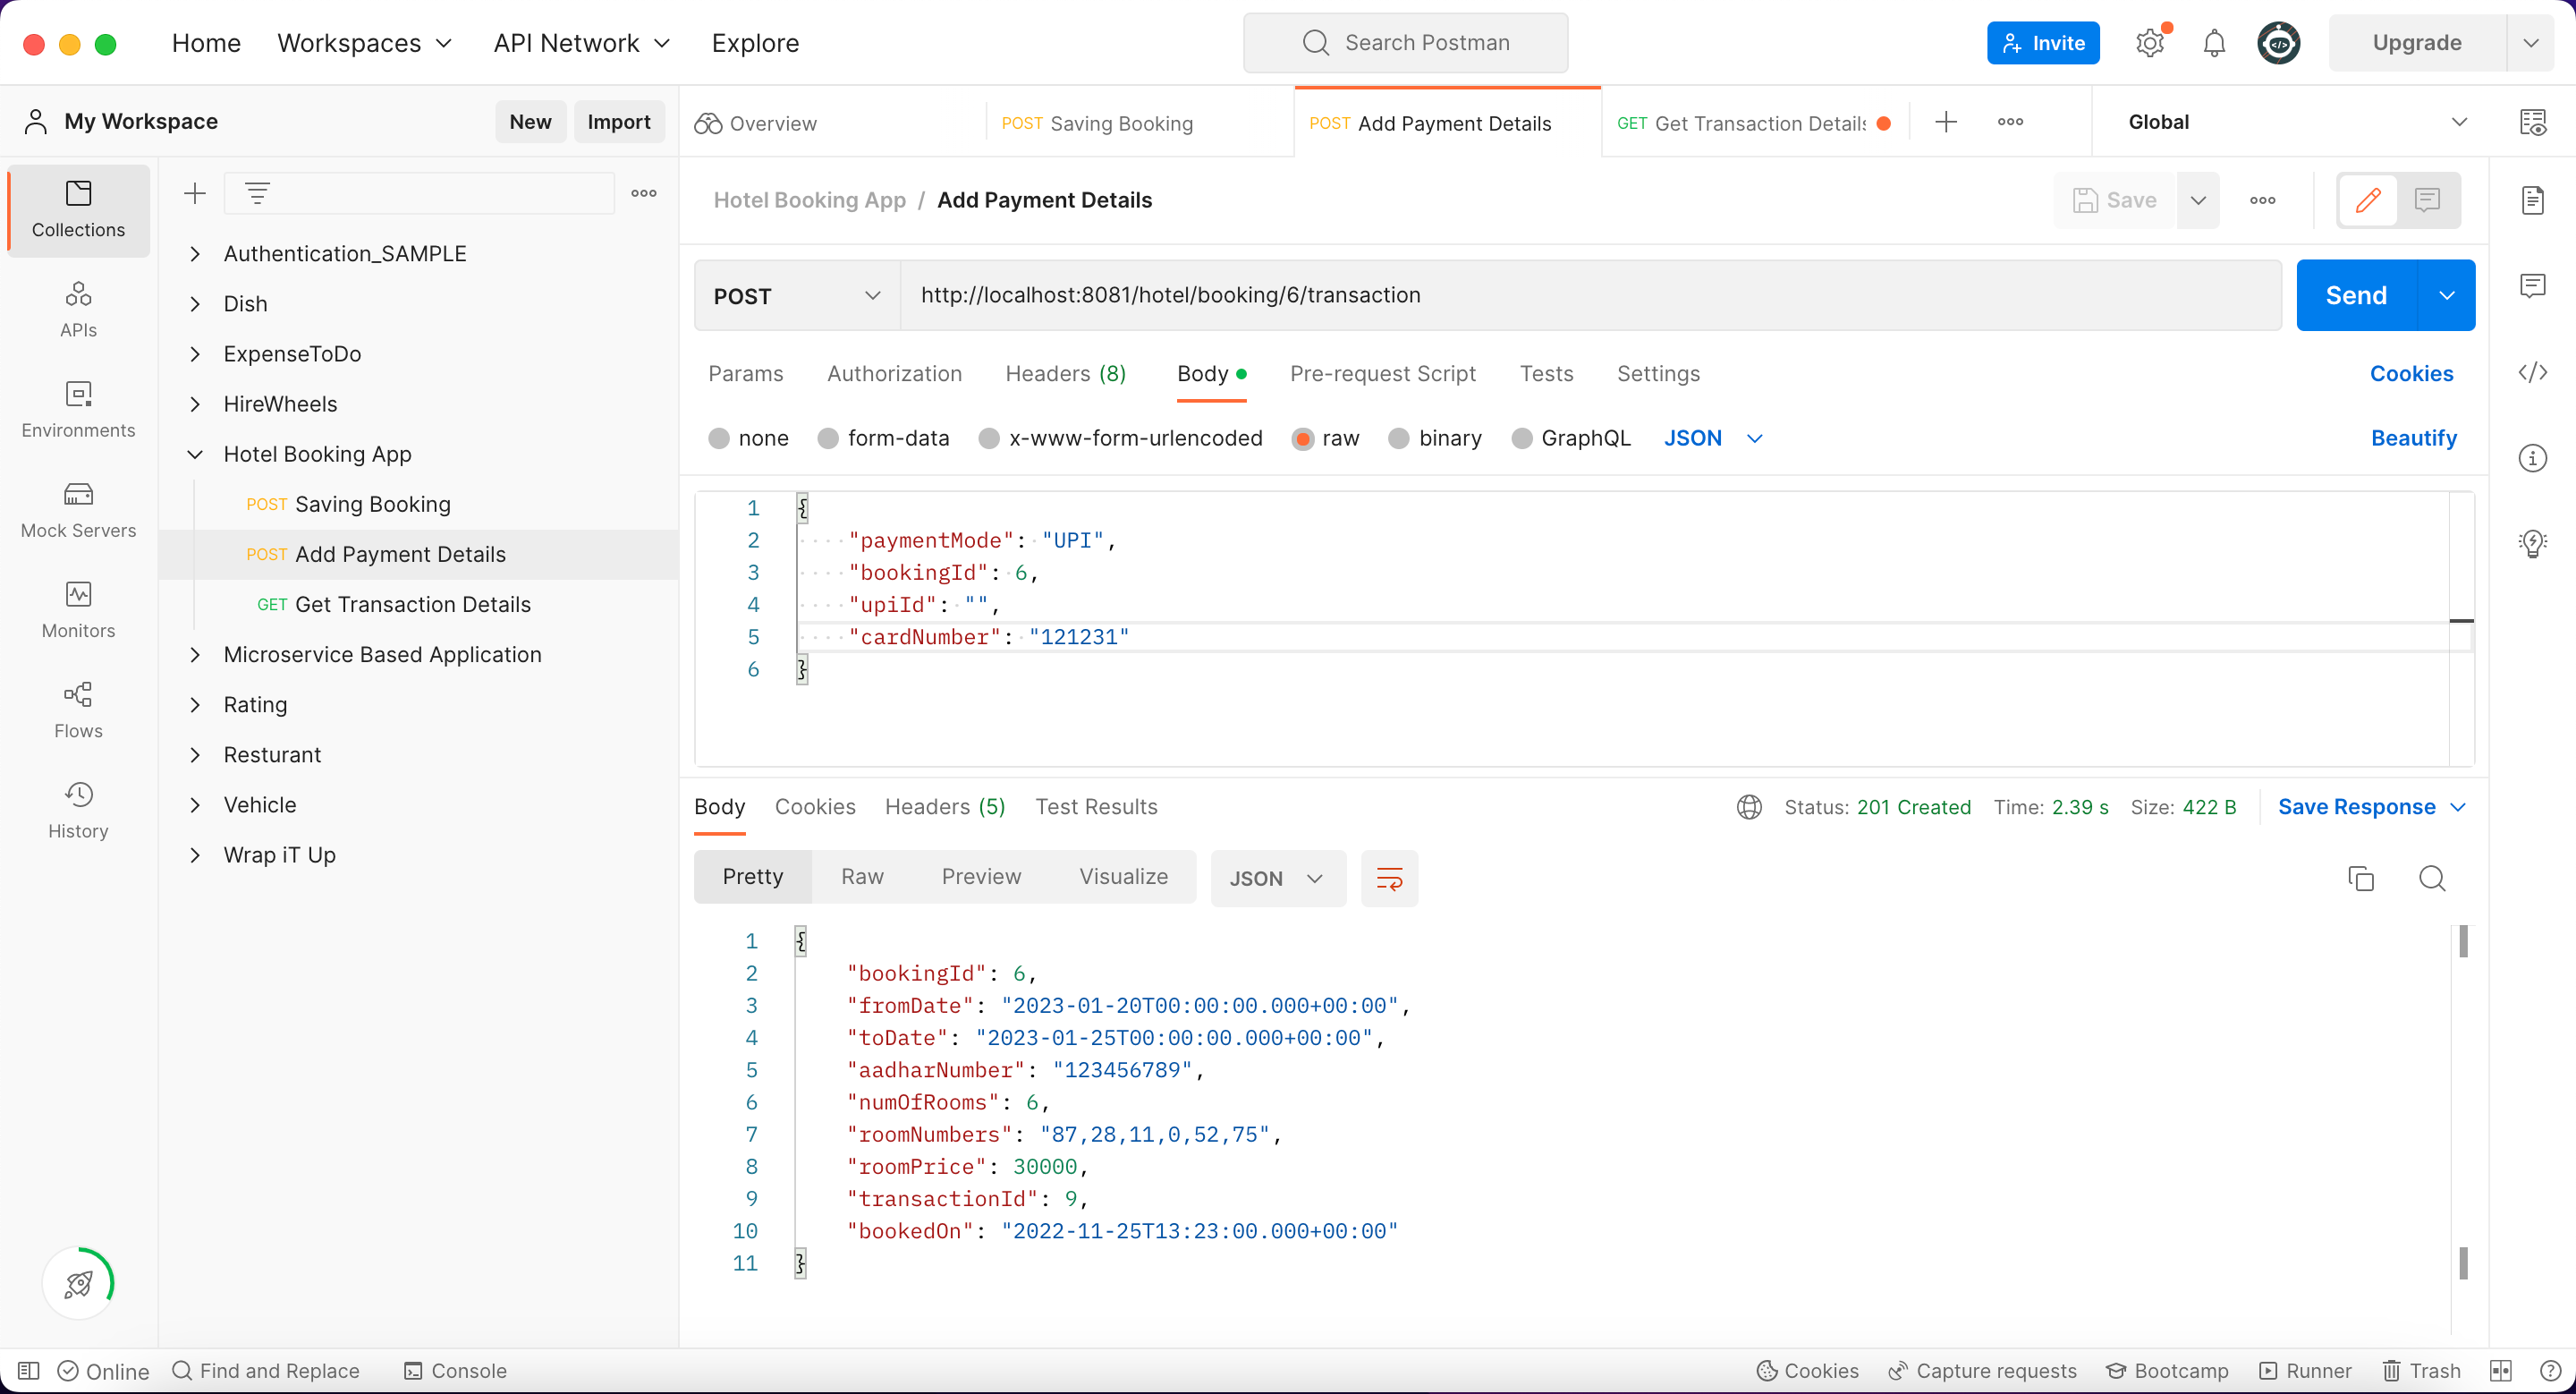 Home Workspaces API Network Explore Search Postman Invite Upgrade
My Workspace New Import
Overview POST Saving Booking POST Add Payment Details GET Get Transaction Details Global
Collections
APIs
Environments
Mock Servers
Monitors
Flows
History
Authentication_SAMPLE
Dish
ExpenseToDo
HireWheels
Hotel Booking App
POST Saving Booking
POST Add Payment Details
GET Get Transaction Details
Microservice Based Application
Rating
Resturant
Vehicle
Wrap iT Up
Hotel Booking App / Add Payment Details Save
POST http://localhost:8081/hotel/booking/6/transaction Send
Params Authorization Headers (8) Body Pre-request Script Tests Settings Cookies
none form-data x-www-form-urlencoded raw binary GraphQL JSON Beautify
1 {
2 "paymentMode": "UPI",
3 "bookingId": 6,
4 "upiId": "",
5 "cardNumber": "121231"
6 }
Body Cookies Headers (5) Test Results Status: 201 Created Time: 2.39 s Size: 422 B Save Response
Pretty Raw Preview Visualize JSON
1 {
2 "bookingId": 6,
3 "fromDate": "2023-01-20T00:00:00.000+00:00",
4 "toDate": "2023-01-25T00:00:00.000+00:00",
5 "aadharNumber": "123456789",
6 "numOfRooms": 6,
7 "roomNumbers": "87,28,11,0,52,75",
8 "roomPrice": 30000,
9 "transactionId": 9,
10 "bookedOn": "2022-11-25T13:23:00.000+00:00"
11 }
Online Find and Replace Console Cookies Capture requests Bootcamp Runner Trash